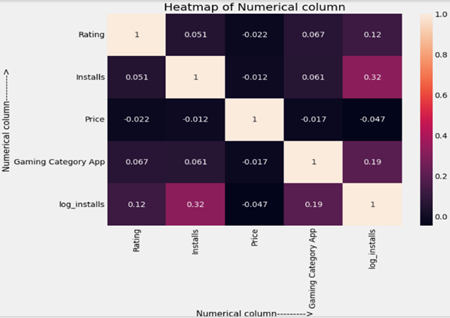 Heatmap of Numerical column
Numerical column-------->
Rating 1 0.051 -0.022 0.067 0.12
Installs 0.051 1 -0.012 0.061 0.32
Price -0.022 -0.012 1 -0.017 -0.047
Gaming Category App 0.067 0.061 -0.017 1 0.19
log_installs 0.12 0.32 -0.047 0.19 1
Rating
Installs
Price
Gaming Category App
log_installs
Numerical column--------->
1.0
0.8
0.6
0.4
0.2
0.0